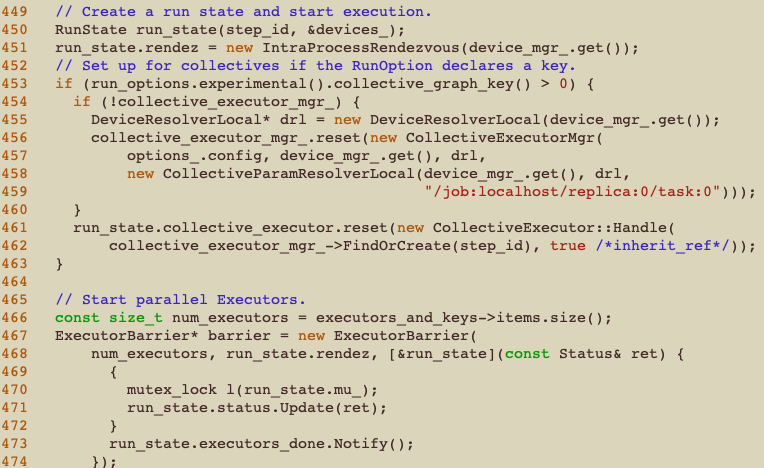 449   // Create a run state and start execution.
450   RunState run_state(step_id, &devices_);
451   run_state.rendez = new IntraProcessRendezvous(device_mgr_.get());
452   // Set up for collectives if the RunOption declares a key.
453   if (run_options.experimental().collective_graph_key() > 0) {
454     if (!collective_executor_mgr_) {
455       DeviceResolverLocal* drl = new DeviceResolverLocal(device_mgr_.get());
456       collective_executor_mgr_.reset(new CollectiveExecutorMgr(
457           options_.config, device_mgr_.get(), drl,
458           new CollectiveParamResolverLocal(device_mgr_.get(), drl,
459                                            "/job:localhost/replica:0/task:0")));
460     }
461     run_state.collective_executor.reset(new CollectiveExecutor::Handle(
462         collective_executor_mgr_->FindOrCreate(step_id), true /*inherit_ref*/));
463   }
464
465   // Start parallel Executors.
466   const size_t num_executors = executors_and_keys->items.size();
467   ExecutorBarrier* barrier = new ExecutorBarrier(
468       num_executors, run_state.rendez, [&run_state](const Status& ret) {
469         {
470           mutex_lock l(run_state.mu_);
471           run_state.status.Update(ret);
472         }
473         run_state.executors_done.Notify();
474       });